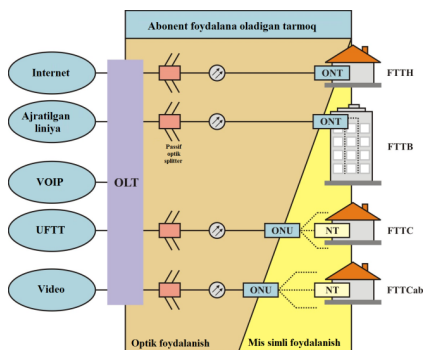 Abonent foydalana oladigan tarmoq
Internet
ONT
FTTH
Ajratilgan
liniya
ONT
Passif
optik
splitter
FTTB
VOIP
OLT
UFTT
ONU
NT
FTTC
Video
ONU
NT
FTTCab
Optik foydalanish
Mis simli foydalanish